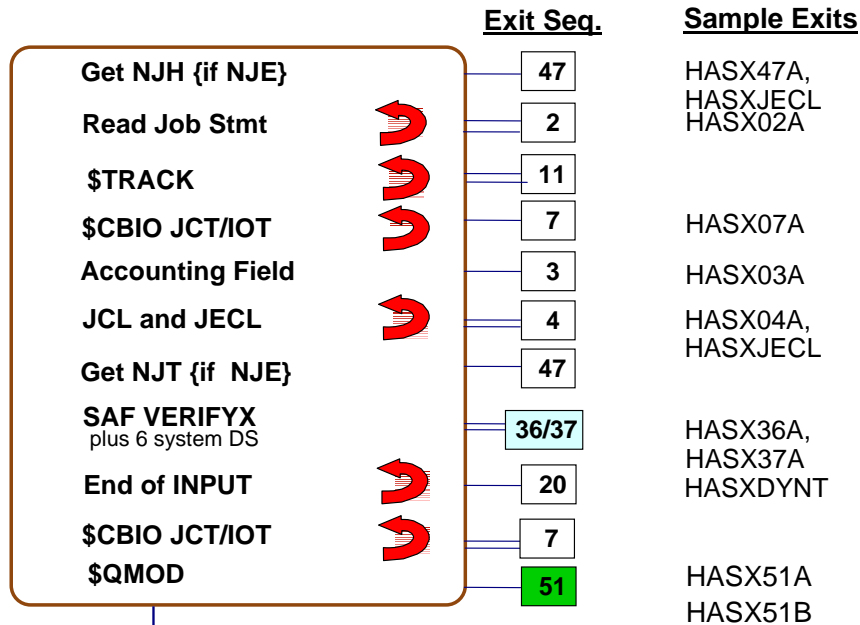 Exit Seq. Sample Exits
Get NJH {if NJE} 47 HASX47A,
HASXJECL
Read Job Stmt 2 HASX02A
$TRACK 11
$CBIO JCT/IOT 7 HASX07A
Accounting Field 3 HASX03A
JCL and JECL 4 HASX04A,
HASXJECL
Get NJT {if NJE} 47
SAF VERIFYX 36/37 HASX36A,
plus 6 system DS
HASX37A
End of INPUT 20 HASXDYNT
$CBIO JCT/IOT 7
$QMOD 51 HASX51A
HASX51B